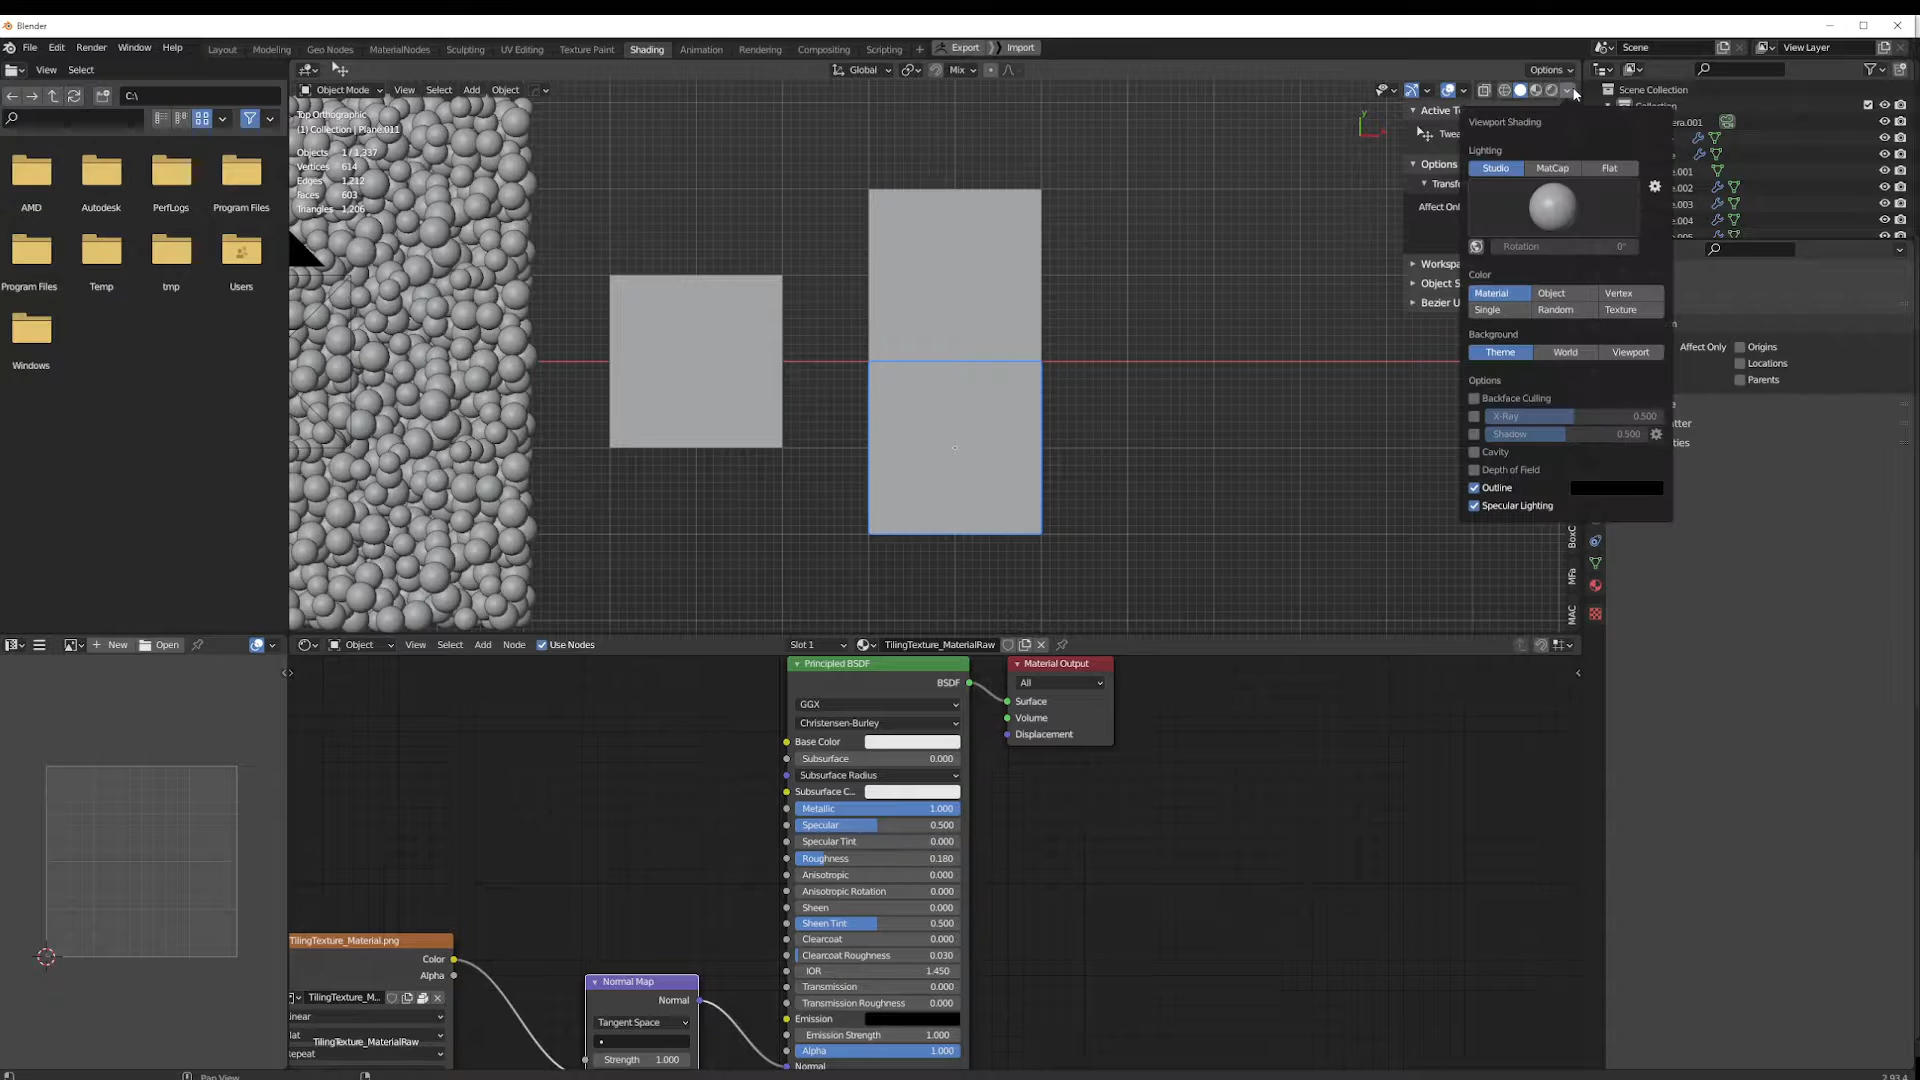 Blender
File Edit Render Window Help
Layout Modeling Geo Nodes MaterialNodes Sculpting UV Editing Texture Paint Shading Animation Rendering Compositing Scripting + Export Import
Scene
View Layer
View Select
Global
Mix
Options
C:\
Object Mode View Select Add Object
Scene Collection
Top Orthographic
(1) Collection | Plane.011
Objects 1/1,337
Vertices 614
Edges 1,212
Faces 603
Triangles 1,206
AMD
Autodesk
PerfLogs
Program Files
Program Files
Temp
tmp
Users
Windows
Y
Active T
Twea
Options
Transf
Affect Onl
Workspa
Object S
Bezier U
Viewport Shading
Lighting
Studio MatCap Flat
Rotation 0°
Color
Material Object Vertex
Single Random Texture
Background
Theme World Viewport
Options
Backface Culling
X-Ray 0.500
Shadow 0.500
Cavity
Depth of Field
Outline
Specular Lighting
era.001
.001
.002
.003
.004
Affect Only Origins
Locations
Parents
BoxC
MFa
MAC
New Open
Object View Select Add Node Use Nodes
Slot 1
TilingTexture_MaterialRaw
Principled BSDF
BSDF
GGX
Christensen-Burley
Base Color
Subsurface 0.000
Subsurface Radius
Subsurface C...
Metallic 1.000
Specular 0.500
Specular Tint 0.000
Roughness 0.180
Anisotropic 0.000
Anisotropic Rotation 0.000
Sheen 0.000
Sheen Tint 0.500
Clearcoat 0.000
Clearcoat Roughness 0.030
IOR 1.450
Transmission 0.000
Transmission Roughness 0.000
Emission
Emission Strength 1.000
Alpha 1.000
Normal
Material Output
All
Surface
Volume
Displacement
TilingTexture_Material.png
Color
Alpha
TilingTexture_M...
inear
lat
epeat
TilingTexture_MaterialRaw
Normal Map
Normal
Tangent Space
Strength 1.000
Pan View
2.93.4